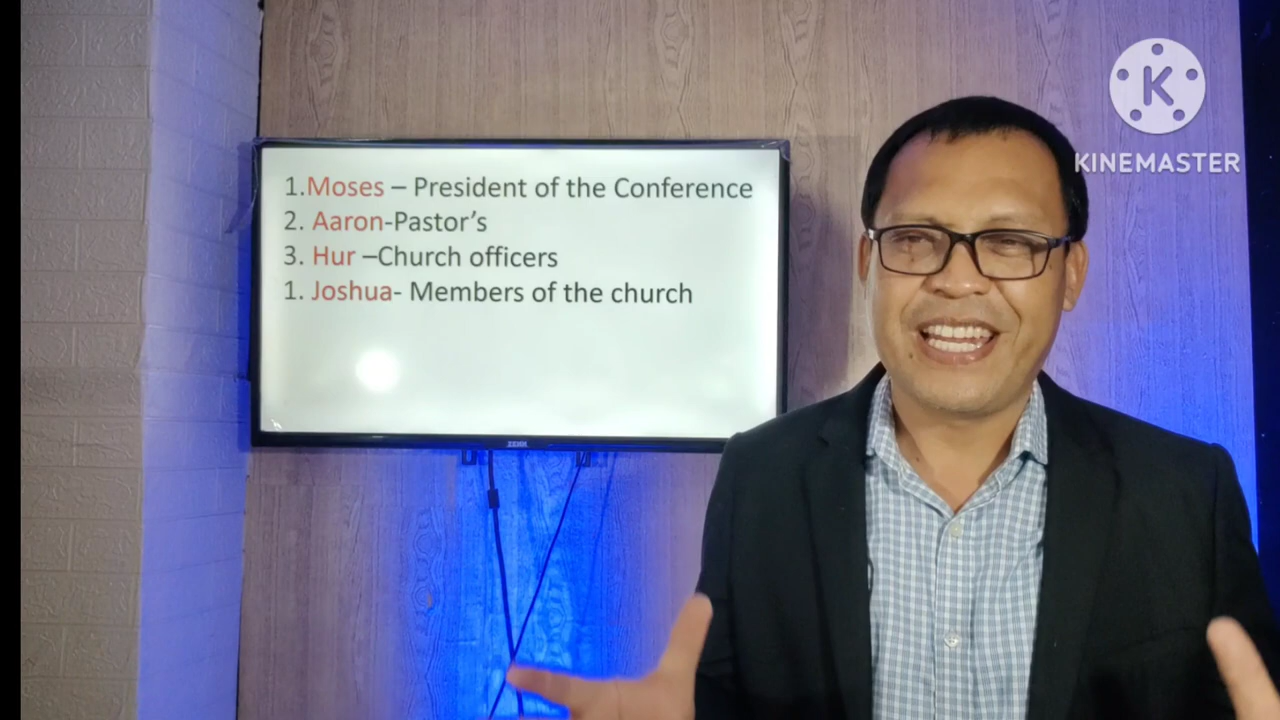 1.Moses – President of the Conference
2. Aaron-Pastor’s
3. Hur –Church officers
1. Joshua- Members of the church
K
KINEMASTER